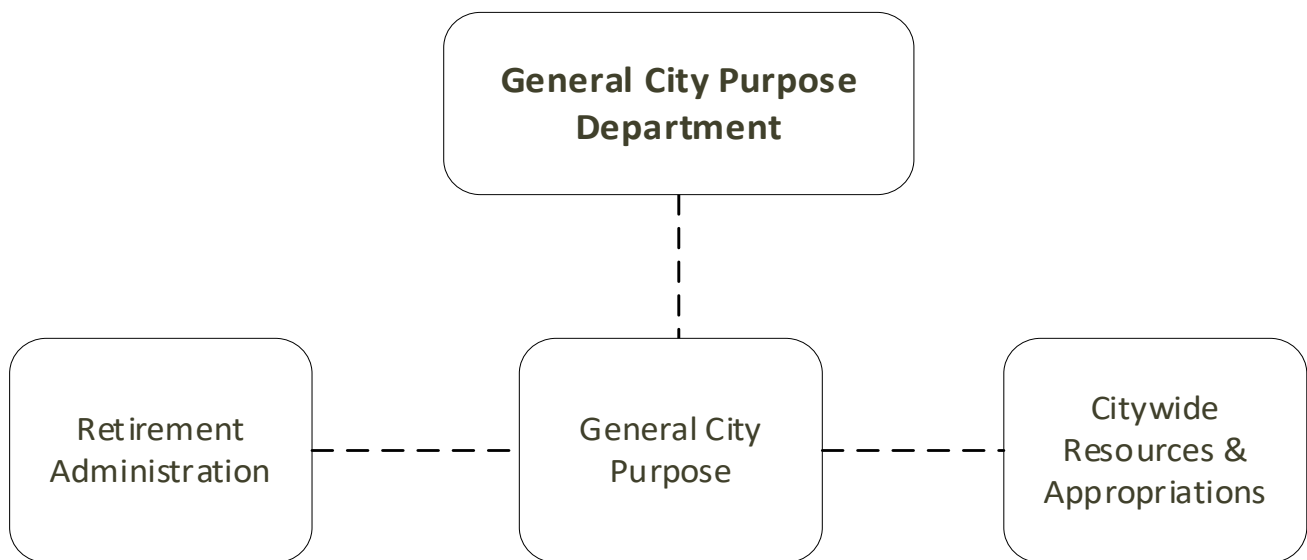 General City Purpose
Department
Retirement
Administration
General City
Purpose
Citywide
Resources &
Appropriations